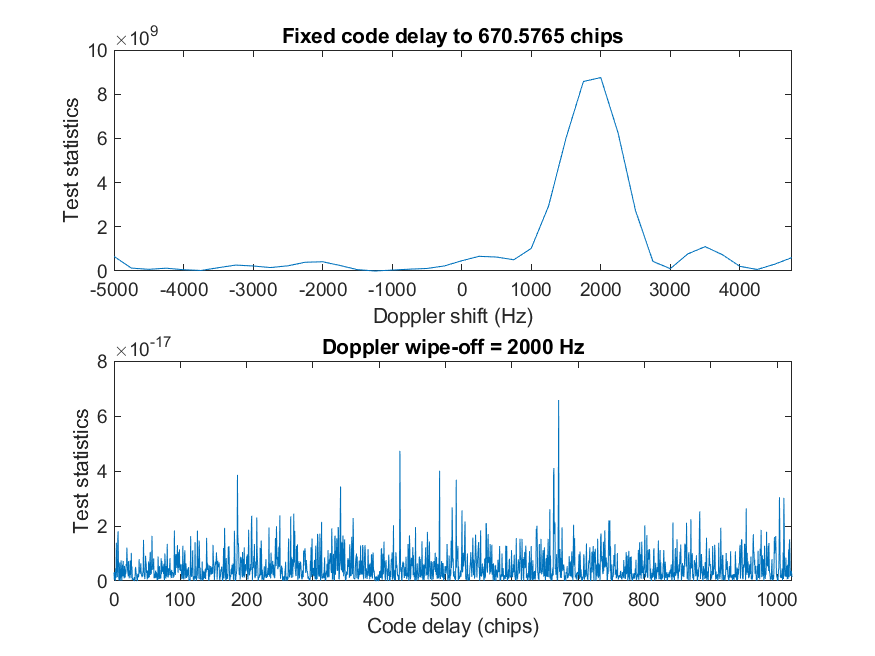 Fixed code delay to 670.5765 chips
×10^9
10
8
6
4
2
0
Test statistics
-5000 -4000 -3000 -2000 -1000 0 1000 2000 3000 4000
Doppler shift (Hz)
Doppler wipe-off = 2000 Hz
×10^-17
8
6
4
2
0
Test statistics
0 100 200 300 400 500 600 700 800 900 1000
Code delay (chips)